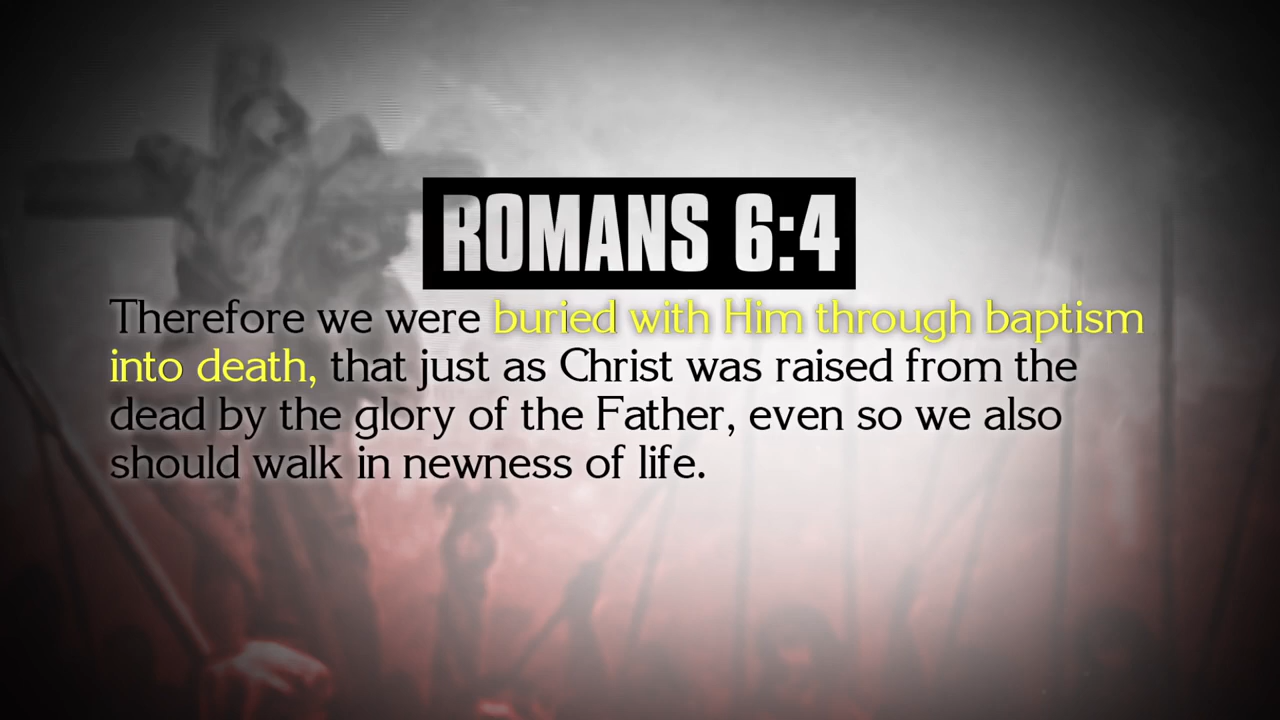 ROMANS 6:4
Therefore we were buried with Him through baptism
into death, that just as Christ was raised from the
dead by the glory of the Father, even so we also
should walk in newness of life.